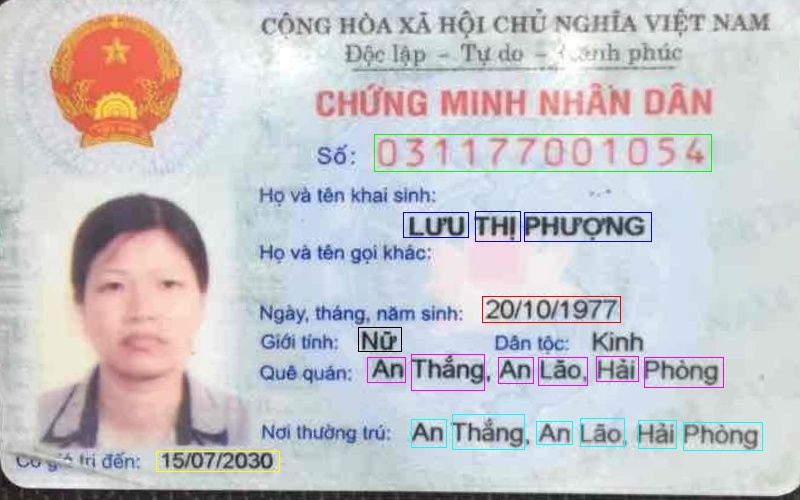 CỘNG HÒA XÃ HỘI CHỦ NGHĨA VIỆT NAM
Độc lập - Tự do - Hạnh phúc
CHỨNG MINH NHÂN DÂN
Số: 031177001054
Họ và tên khai sinh:
LƯU THỊ PHƯỢNG
Họ và tên gọi khác:
Ngày, tháng, năm sinh: 20/10/1977
Giới tính: Nữ Dân tộc: Kinh
Quê quán: An Thắng, An Lão, Hải Phòng
Nơi thường trú: An Thắng, An Lão, Hải Phòng
Có giá trị đến: 15/07/2030